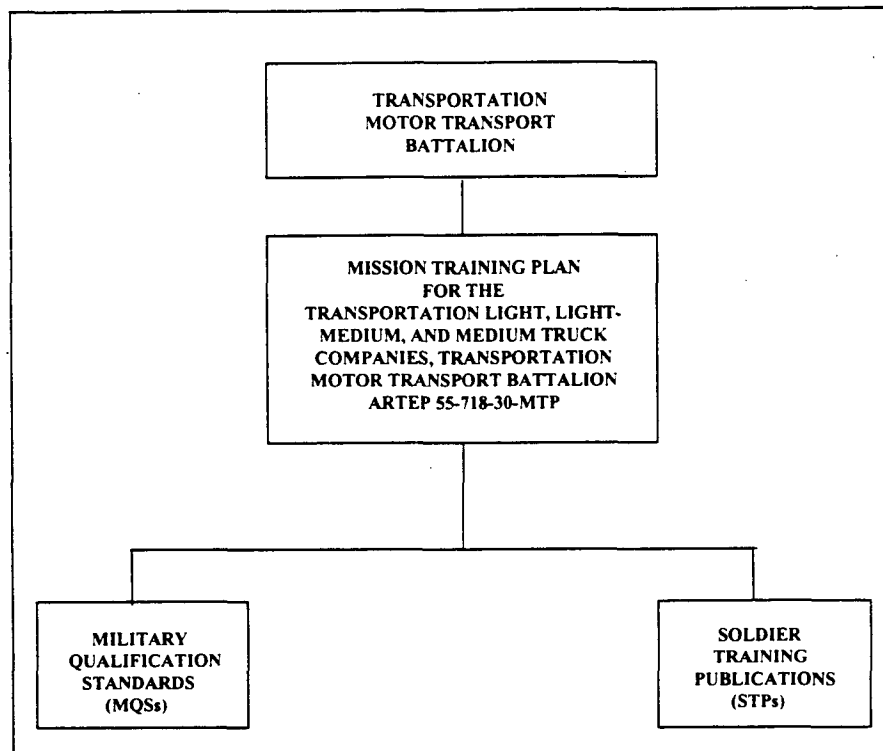 TRANSPORTATION
MOTOR TRANSPORT
BATTALION
MISSION TRAINING PLAN
FOR THE
TRANSPORTATION LIGHT, LIGHT-
MEDIUM, AND MEDIUM TRUCK
COMPANIES, TRANSPORTATION
MOTOR TRANSPORT BATTALION
ARTEP 55-718-30-MTP
MILITARY
QUALIFICATION
STANDARDS
(MQSs)
SOLDIER
TRAINING
PUBLICATIONS
(STPs)